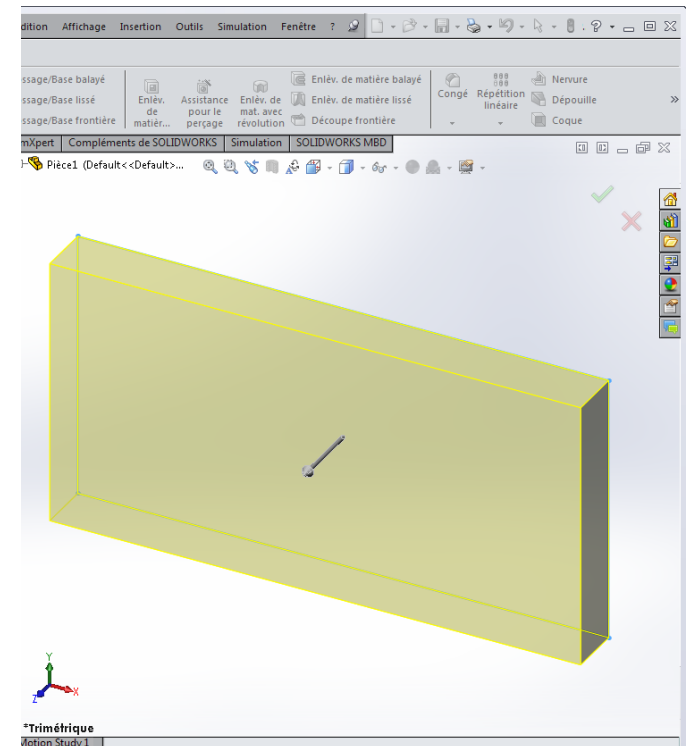 dition Affichage Insertion Outils Simulation Fenêtre ?
ssage/Base balayé
ssage/Base lissé
ssage/Base frontière
Enlèv.
de
matièr...
Assistance
pour le
perçage
Enlèv. de
mat. avec
révolution
Enlèv. de matière balayé
Enlèv. de matière lissé
Découpe frontière
Congé
Répétition
linéaire
Nervure
Dépouille
Coque
»
mXpert Compléments de SOLIDWORKS Simulation SOLIDWORKS MBD
Pièce1 (Default<<Default>...
Y
Z X
*Trimétrique
Motion Study 1